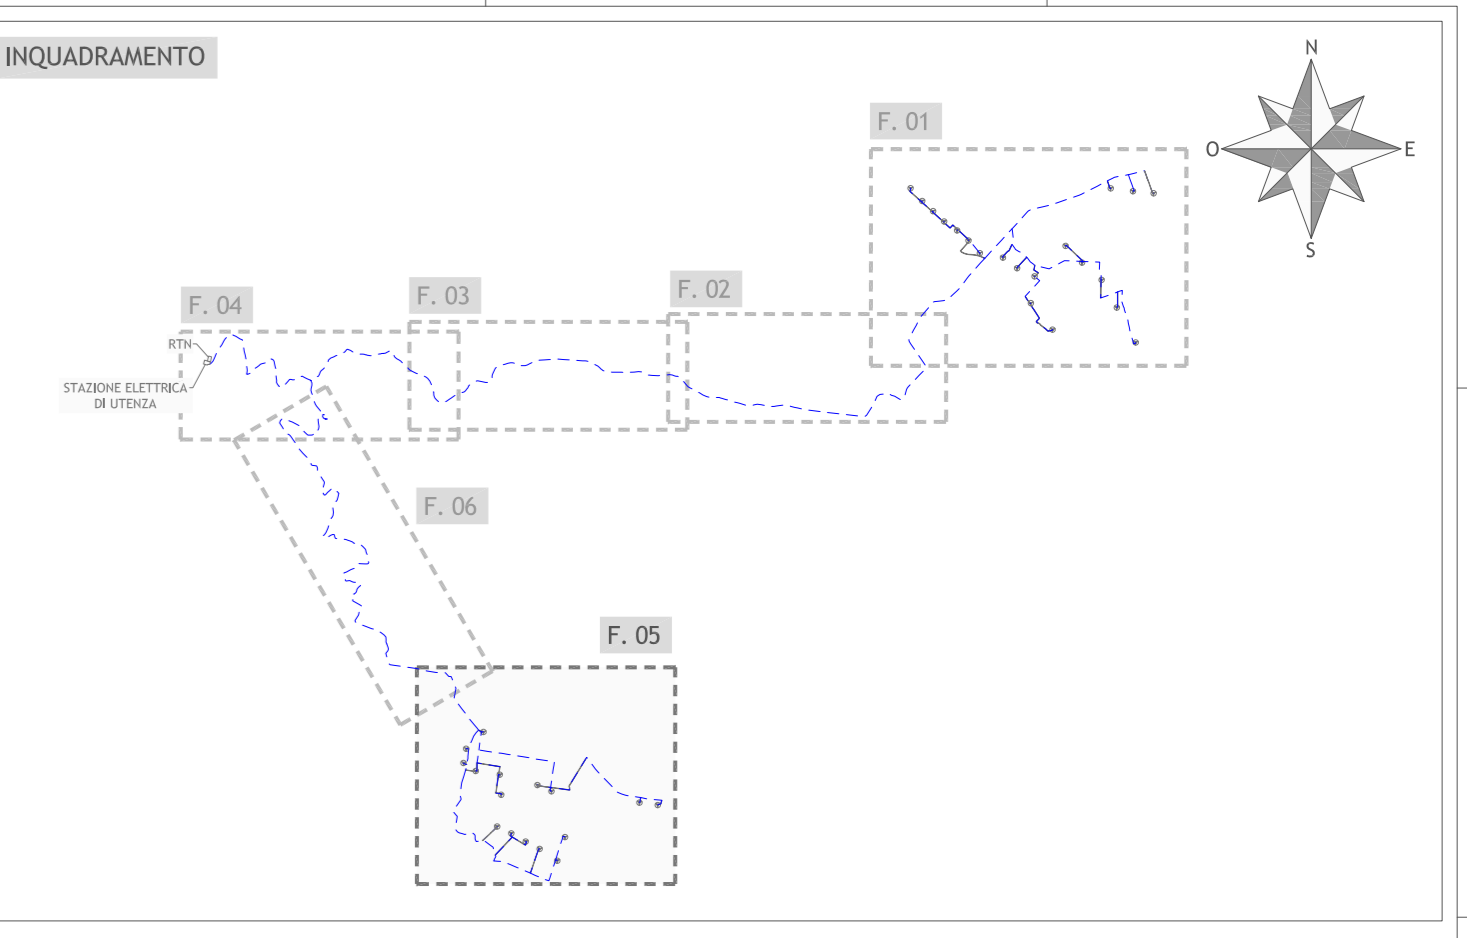 INQUADRAMENTO
N
O
E
S
F. 01
F. 02
F. 03
F. 04
RTN
STAZIONE ELETTRICA
DI UTENZA
F. 06
F. 05